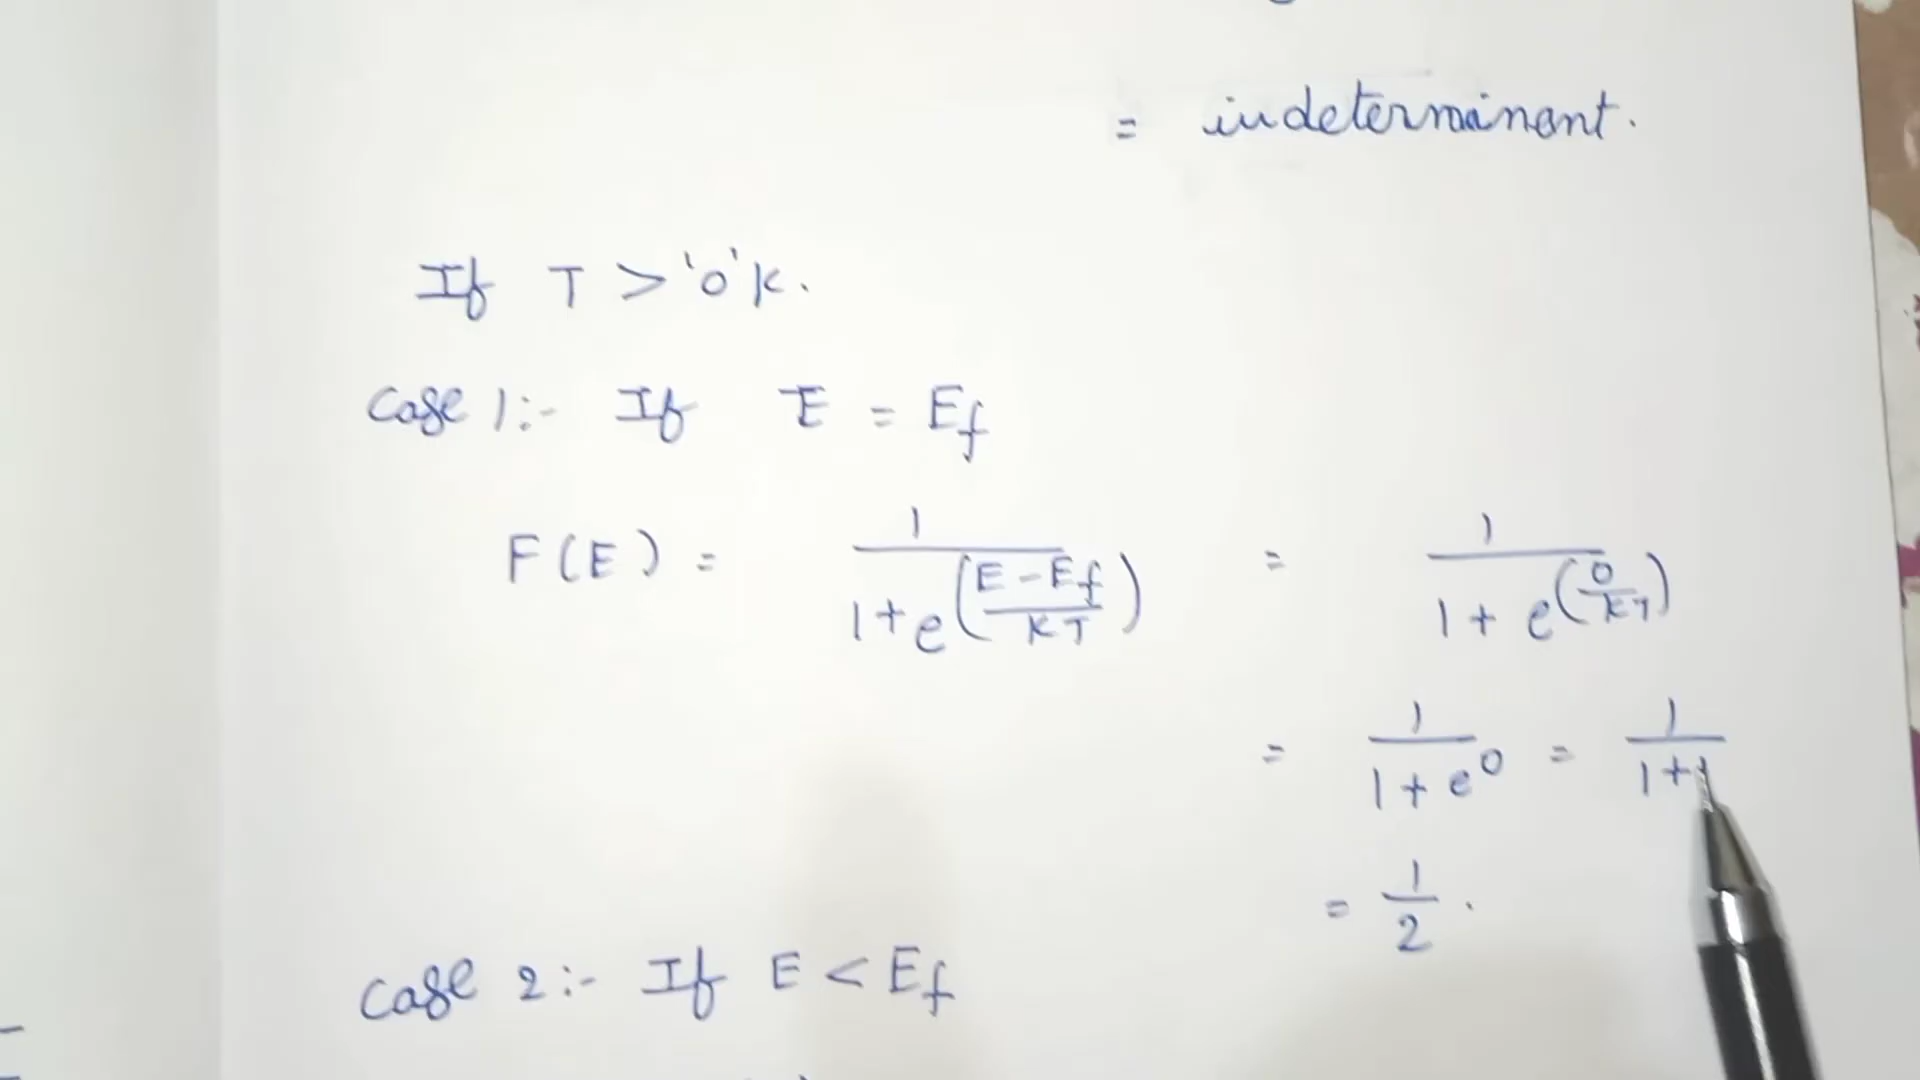 = indeterminant.
If T > '0'K.
Case 1:- If E = Ef
F(E) = 1/(1+e^((E-Ef)/KT)) = 1/(1+e^(0/KT))
= 1/(1+e^0) = 1/(1+1)
= 1/2.
Case 2:- If E < Ef